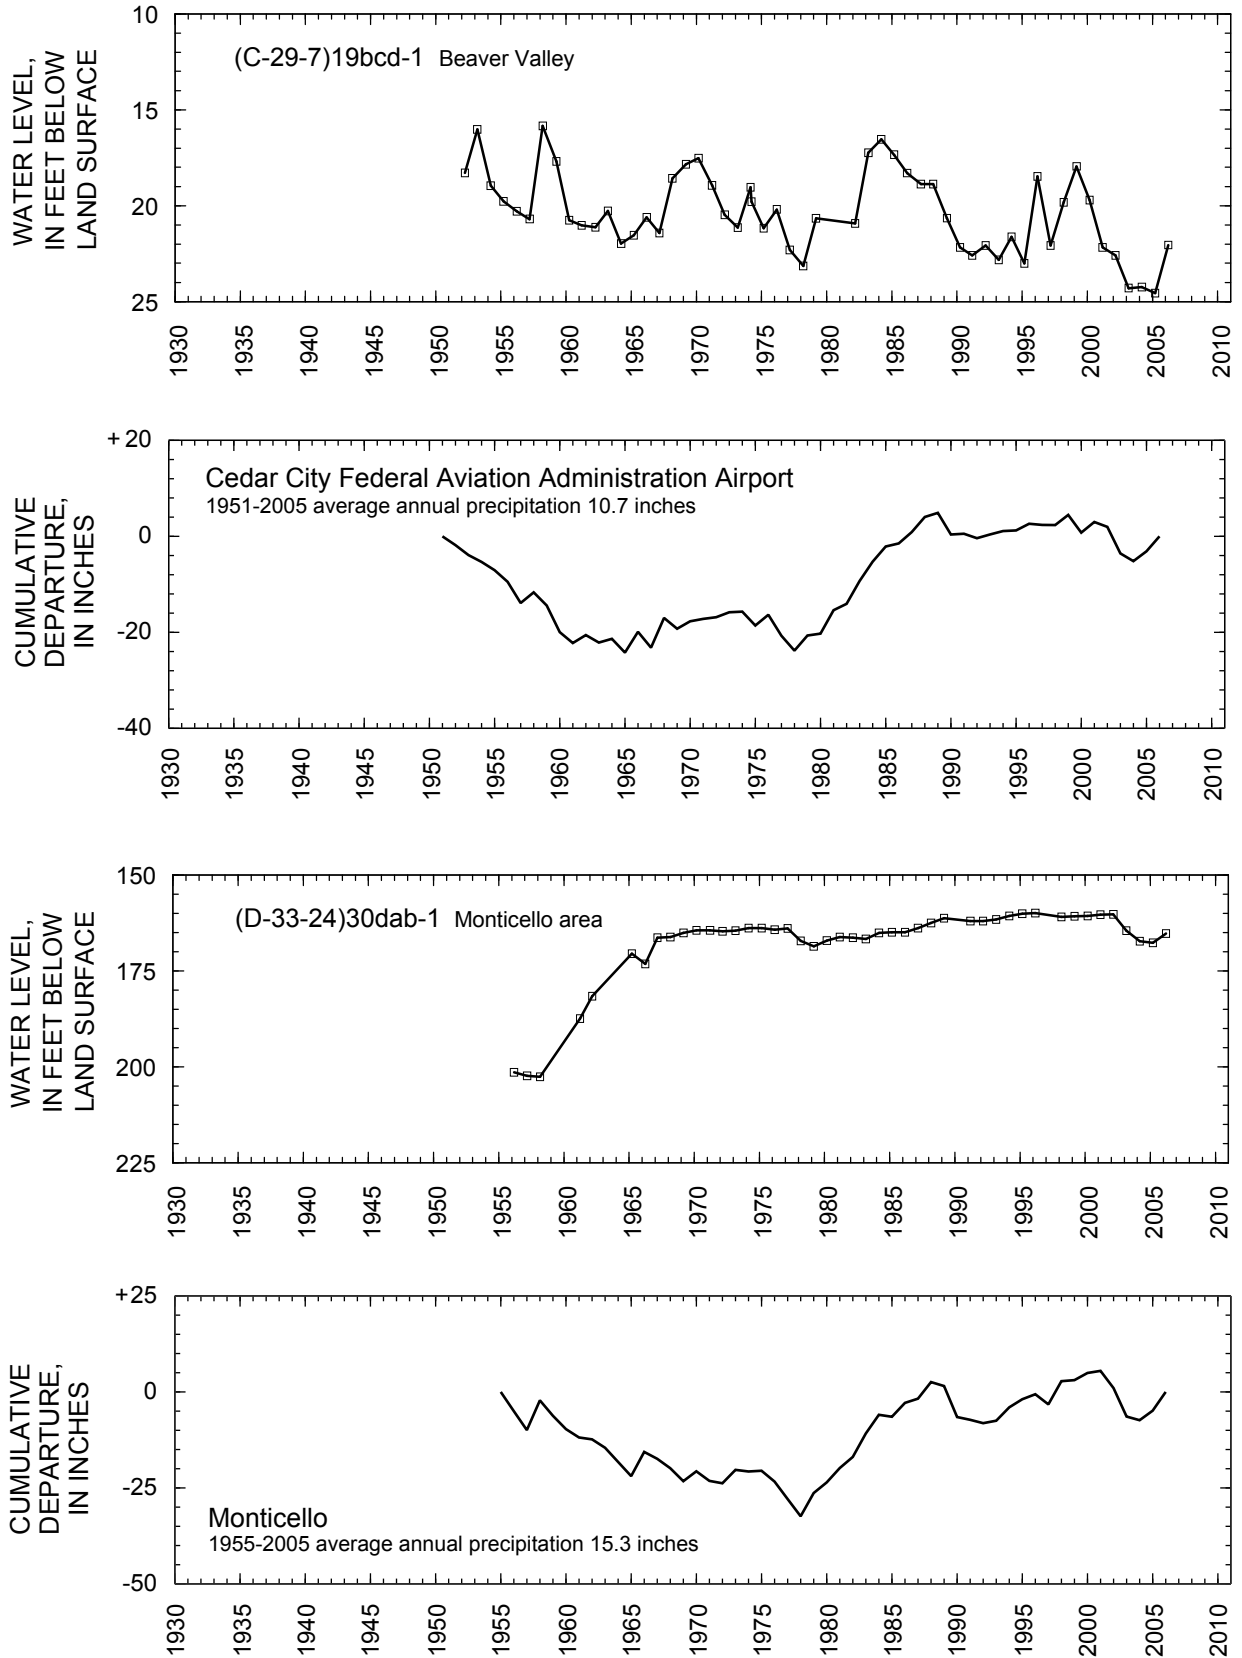 WATER LEVEL,
IN FEET BELOW
LAND SURFACE
10
15
20
25
(C-29-7)19bcd-1 Beaver Valley
1930 1935 1940 1945 1950 1955 1960 1965 1970 1975 1980 1985 1990 1995 2000 2005 2010
CUMULATIVE
DEPARTURE,
IN INCHES
+20
0
-20
-40
Cedar City Federal Aviation Administration Airport
1951-2005 average annual precipitation 10.7 inches
1930 1935 1940 1945 1950 1955 1960 1965 1970 1975 1980 1985 1990 1995 2000 2005 2010
WATER LEVEL,
IN FEET BELOW
LAND SURFACE
150
175
200
225
(D-33-24)30dab-1 Monticello area
1930 1935 1940 1945 1950 1955 1960 1965 1970 1975 1980 1985 1990 1995 2000 2005 2010
CUMULATIVE
DEPARTURE,
IN INCHES
+25
0
-25
-50
Monticello
1955-2005 average annual precipitation 15.3 inches
1930 1935 1940 1945 1950 1955 1960 1965 1970 1975 1980 1985 1990 1995 2000 2005 2010